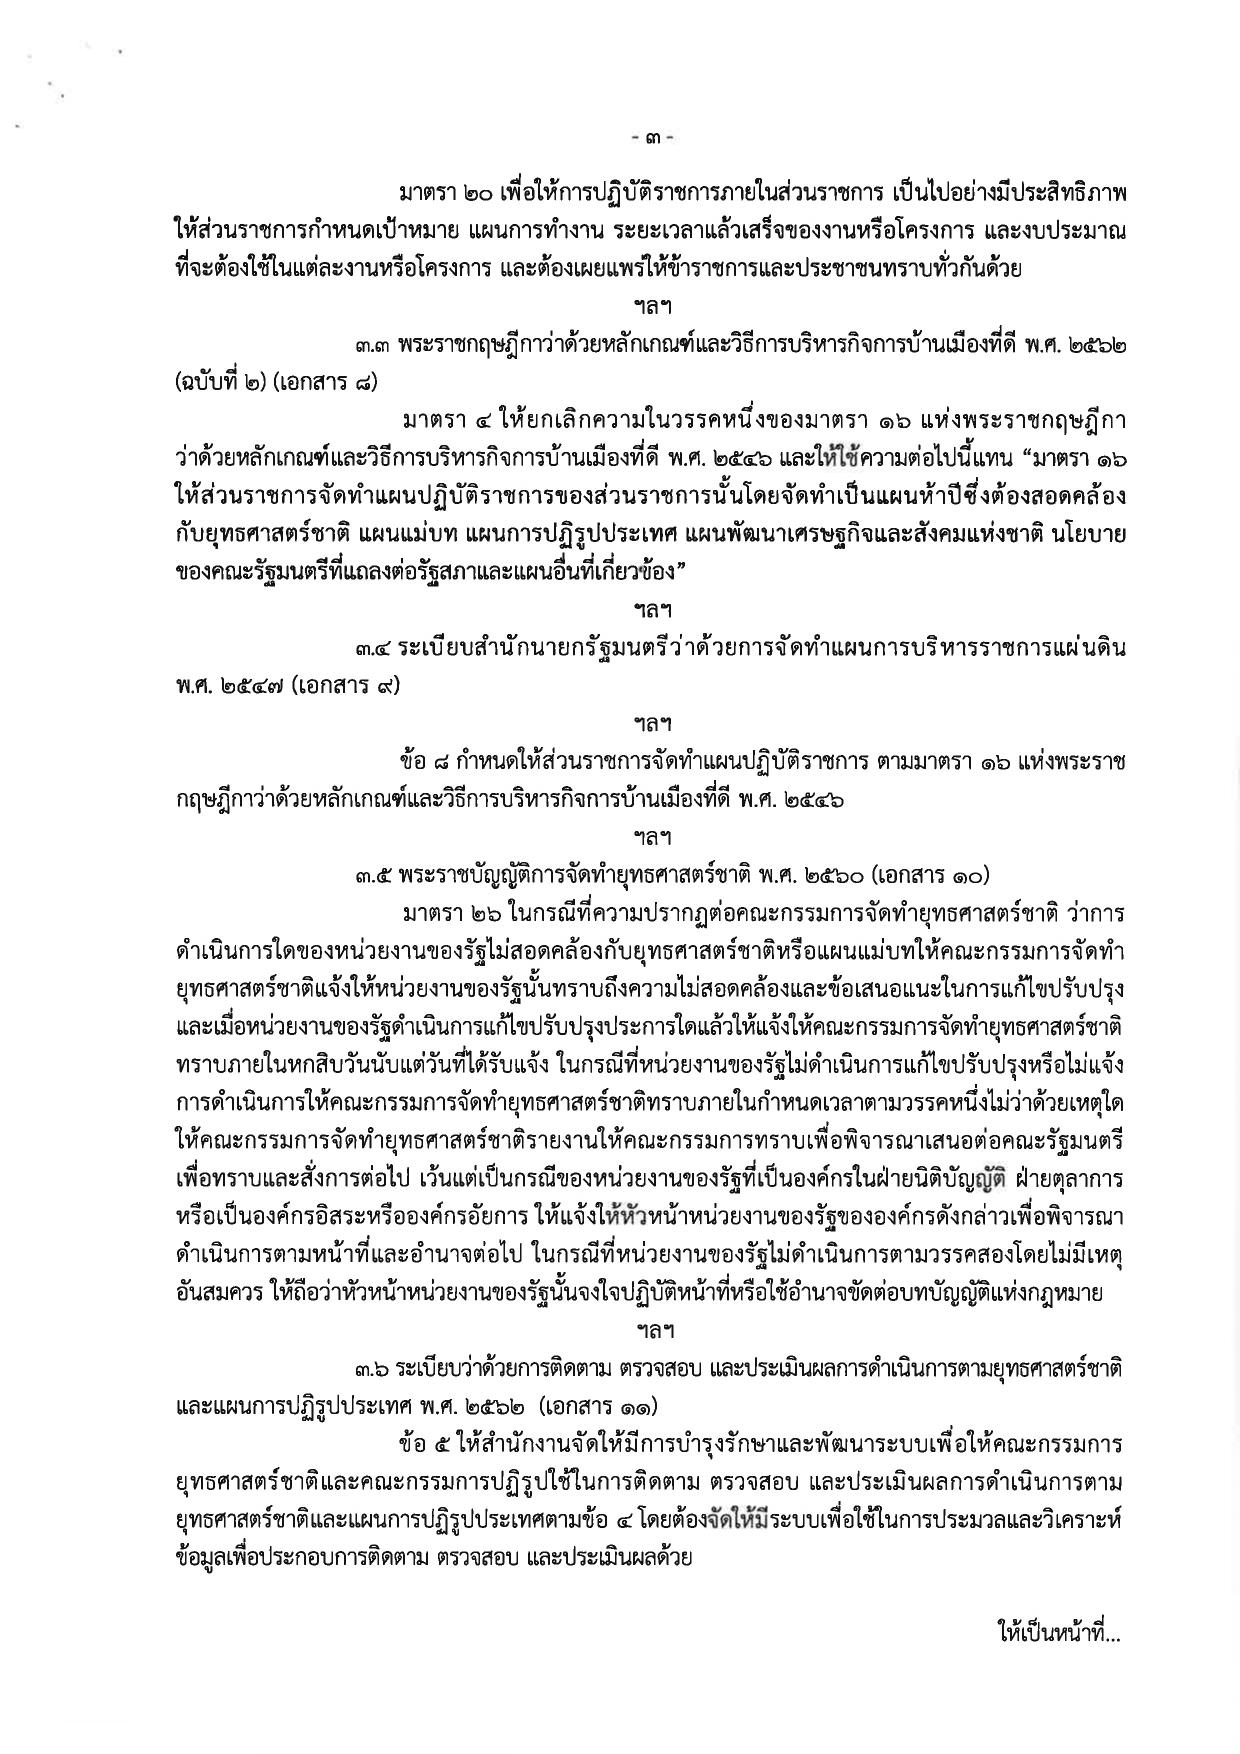 - ๓ -
มาตรา ๒๐ เพื่อให้การปฏิบัติราชการภายในส่วนราชการ เป็นไปอย่างมีประสิทธิภาพ
ให้ส่วนราชการกำหนดเป้าหมาย แผนการทำงาน ระยะเวลาแล้วเสร็จของงานหรือโครงการ และงบประมาณ
ที่จะต้องใช้ในแต่ละงานหรือโครงการ และต้องเผยแพร่ให้ข้าราชการและประชาชนทราบทั่วกันด้วย
ฯลฯ
๓.๓ พระราชกฤษฎีกาว่าด้วยหลักเกณฑ์และวิธีการบริหารกิจการบ้านเมืองที่ดี พ.ศ. ๒๕๖๒
(ฉบับที่ ๒) (เอกสาร ๘)
มาตรา ๔ ให้ยกเลิกความในวรรคหนึ่งของมาตรา ๑๖ แห่งพระราชกฤษฎีกา
ว่าด้วยหลักเกณฑ์และวิธีการบริหารกิจการบ้านเมืองที่ดี พ.ศ. ๒๕๔๖ และให้ใช้ความต่อไปนี้แทน “มาตรา ๑๖
ให้ส่วนราชการจัดทำแผนปฏิบัติราชการของส่วนราชการนั้นโดยจัดทำเป็นแผนห้าปีซึ่งต้องสอดคล้อง
กับยุทธศาสตร์ชาติ แผนแม่บท แผนการปฏิรูปประเทศ แผนพัฒนาเศรษฐกิจและสังคมแห่งชาติ นโยบาย
ของคณะรัฐมนตรีที่แถลงต่อรัฐสภาและแผนอื่นที่เกี่ยวข้อง”
ฯลฯ
๓.๔ ระเบียบสำนักนายกรัฐมนตรีว่าด้วยการจัดทำแผนการบริหารราชการแผ่นดิน
พ.ศ. ๒๕๔๗ (เอกสาร ๙)
ฯลฯ
ข้อ ๘ กำหนดให้ส่วนราชการจัดทำแผนปฏิบัติราชการ ตามมาตรา ๑๖ แห่งพระราช
กฤษฎีกาว่าด้วยหลักเกณฑ์และวิธีการบริหารกิจการบ้านเมืองที่ดี พ.ศ. ๒๕๔๖
ฯลฯ
๓.๕ พระราชบัญญัติการจัดทำยุทธศาสตร์ชาติ พ.ศ. ๒๕๖๐ (เอกสาร ๑๐)
มาตรา ๒๖ ในกรณีที่ความปรากฏต่อคณะกรรมการจัดทำยุทธศาสตร์ชาติ ว่าการ
ดำเนินการใดของหน่วยงานของรัฐไม่สอดคล้องกับยุทธศาสตร์ชาติหรือแผนแม่บทให้คณะกรรมการจัดทำ
ยุทธศาสตร์ชาติแจ้งให้หน่วยงานของรัฐนั้นทราบถึงความไม่สอดคล้องและข้อเสนอแนะในการแก้ไขปรับปรุง
และเมื่อหน่วยงานของรัฐดำเนินการแก้ไขปรับปรุงประการใดแล้วให้แจ้งให้คณะกรรมการจัดทำยุทธศาสตร์ชาติ
ทราบภายในหกสิบวันนับแต่วันที่ได้รับแจ้ง ในกรณีที่หน่วยงานของรัฐไม่ดำเนินการแก้ไขปรับปรุงหรือไม่แจ้ง
การดำเนินการให้คณะกรรมการจัดทำยุทธศาสตร์ชาติทราบภายในกำหนดเวลาตามวรรคหนึ่งไม่ว่าด้วยเหตุใด
ให้คณะกรรมการจัดทำยุทธศาสตร์ชาติรายงานให้คณะกรรมการทราบเพื่อพิจารณาเสนอต่อคณะรัฐมนตรี
เพื่อทราบและสั่งการต่อไป เว้นแต่เป็นกรณีของหน่วยงานของรัฐที่เป็นองค์กรในฝ่ายนิติบัญญัติ ฝ่ายตุลาการ
หรือเป็นองค์กรอิสระหรือองค์กรอัยการ ให้แจ้งให้หัวหน้าหน่วยงานของรัฐขององค์กรดังกล่าวเพื่อพิจารณา
ดำเนินการตามหน้าที่และอำนาจต่อไป ในกรณีที่หน่วยงานของรัฐไม่ดำเนินการตามวรรคสองโดยไม่มีเหตุ
อันสมควร ให้ถือว่าหัวหน้าหน่วยงานของรัฐนั้นจงใจปฏิบัติหน้าที่หรือใช้อำนาจขัดต่อบทบัญญัติแห่งกฎหมาย
ฯลฯ
๓.๖ ระเบียบว่าด้วยการติดตาม ตรวจสอบ และประเมินผลการดำเนินการตามยุทธศาสตร์ชาติ
และแผนการปฏิรูปประเทศ พ.ศ. ๒๕๖๒ (เอกสาร ๑๑)
ข้อ ๕ ให้สำนักงานจัดให้มีการบำรุงรักษาและพัฒนาระบบเพื่อให้คณะกรรมการ
ยุทธศาสตร์ชาติและคณะกรรมการปฏิรูปใช้ในการติดตาม ตรวจสอบ และประเมินผลการดำเนินการตาม
ยุทธศาสตร์ชาติและแผนการปฏิรูปประเทศตามข้อ ๔ โดยต้องจัดให้มีระบบเพื่อใช้ในการประมวลและวิเคราะห์
ข้อมูลเพื่อประกอบการติดตาม ตรวจสอบ และประเมินผลด้วย
ให้เป็นหน้าที่...